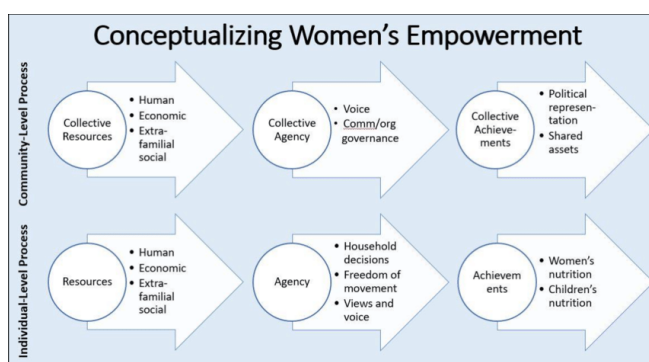 Conceptualizing Women's Empowerment
Community-Level Process
Collective
Resources
• Human
• Economic
• Extra-
familial
social
Collective
Agency
• Voice
• Comm/org
governance
Collective
Achieve-
ments
• Political
represen-
tation
• Shared
assets
Individual-Level Process
Resources
• Human
• Economic
• Extra-
familial
social
Agency
• Household
decisions
• Freedom of
movement
• Views and
voice
Achievem
ents
• Women's
nutrition
• Children's
nutrition